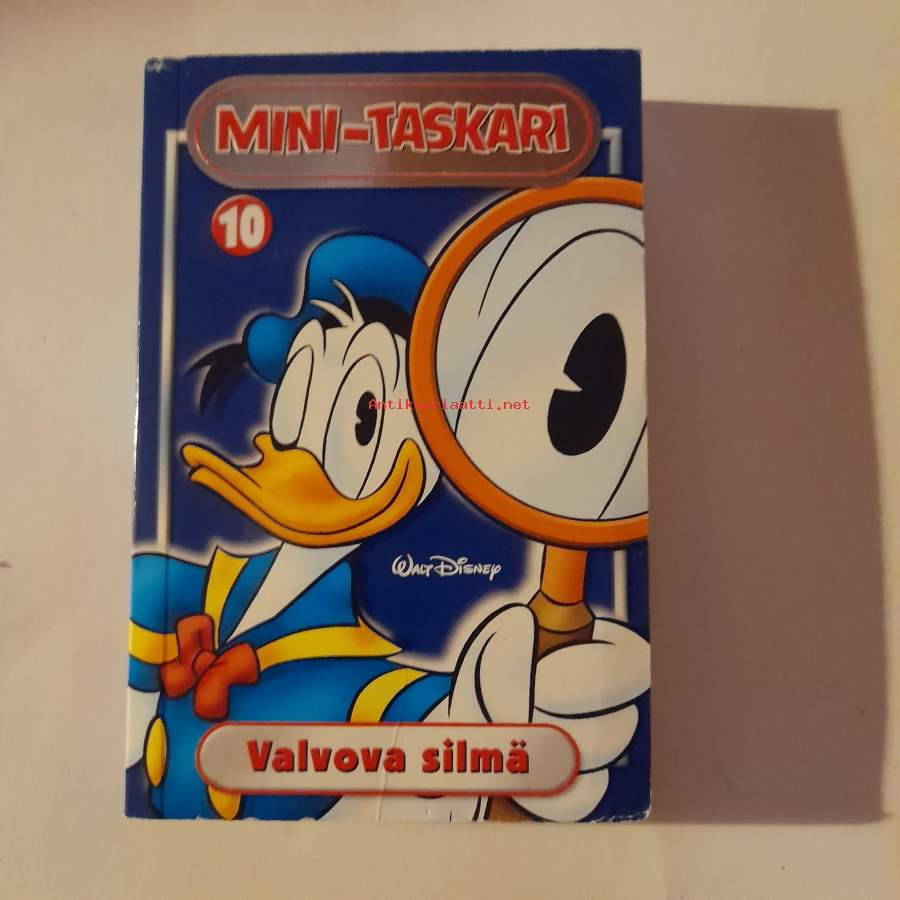 MINI-TASKARI
10
Antikvariaatti.net
Walt Disney
Valvova silmä